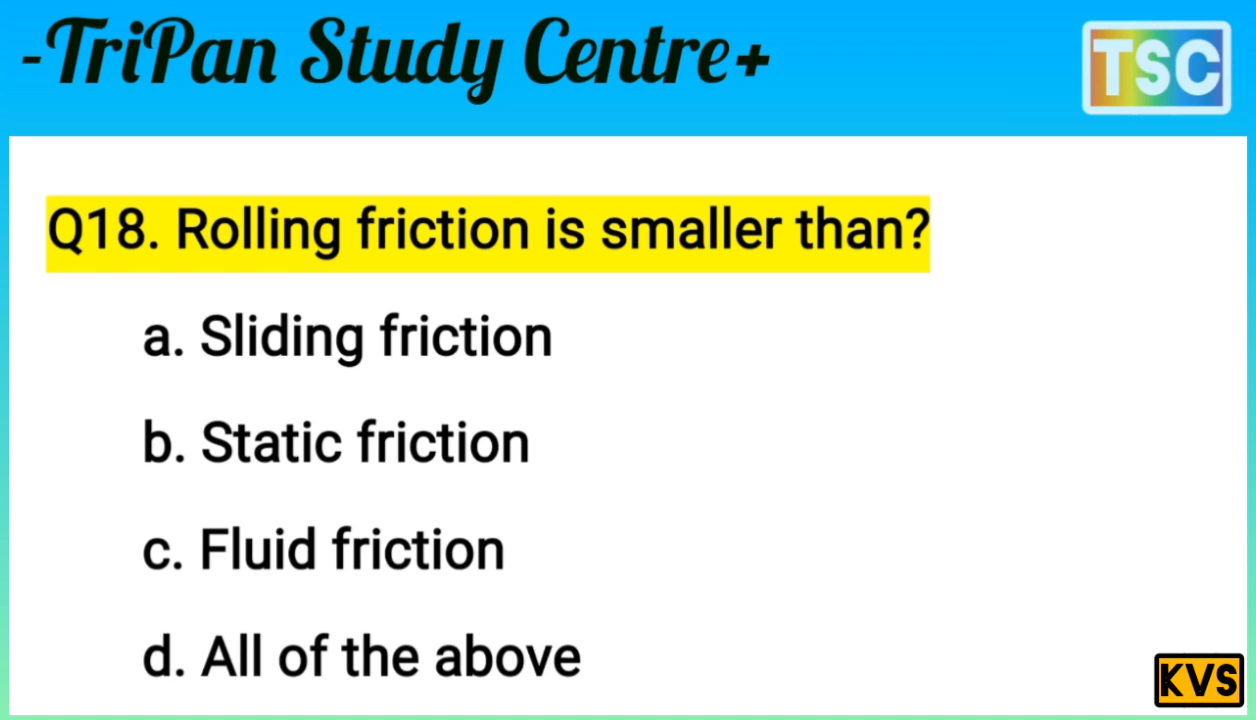 -TriPan Study Centre+
TSC
Q18. Rolling friction is smaller than?
a. Sliding friction
b. Static friction
c. Fluid friction
d. All of the above
KVS